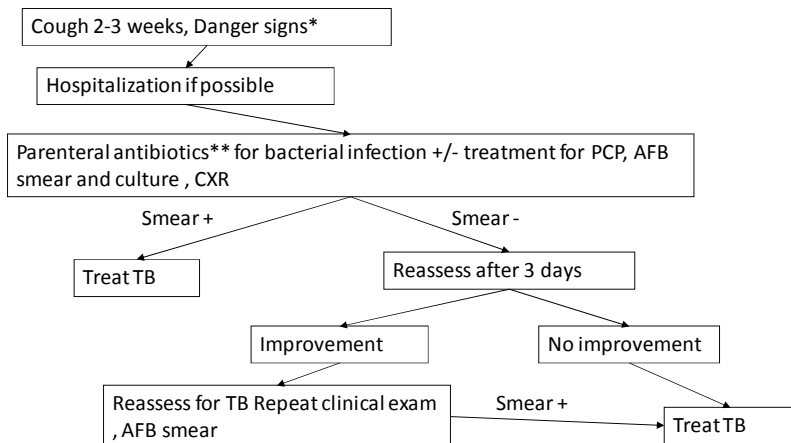 Cough 2-3 weeks, Danger signs*
Hospitalization if possible
Parenteral antibiotics** for bacterial infection +/- treatment for PCP, AFB
smear and culture , CXR
Smear +
Smear -
Treat TB
Reassess after 3 days
Improvement
No improvement
Reassess for TB Repeat clinical exam
, AFB smear
Smear +
Treat TB